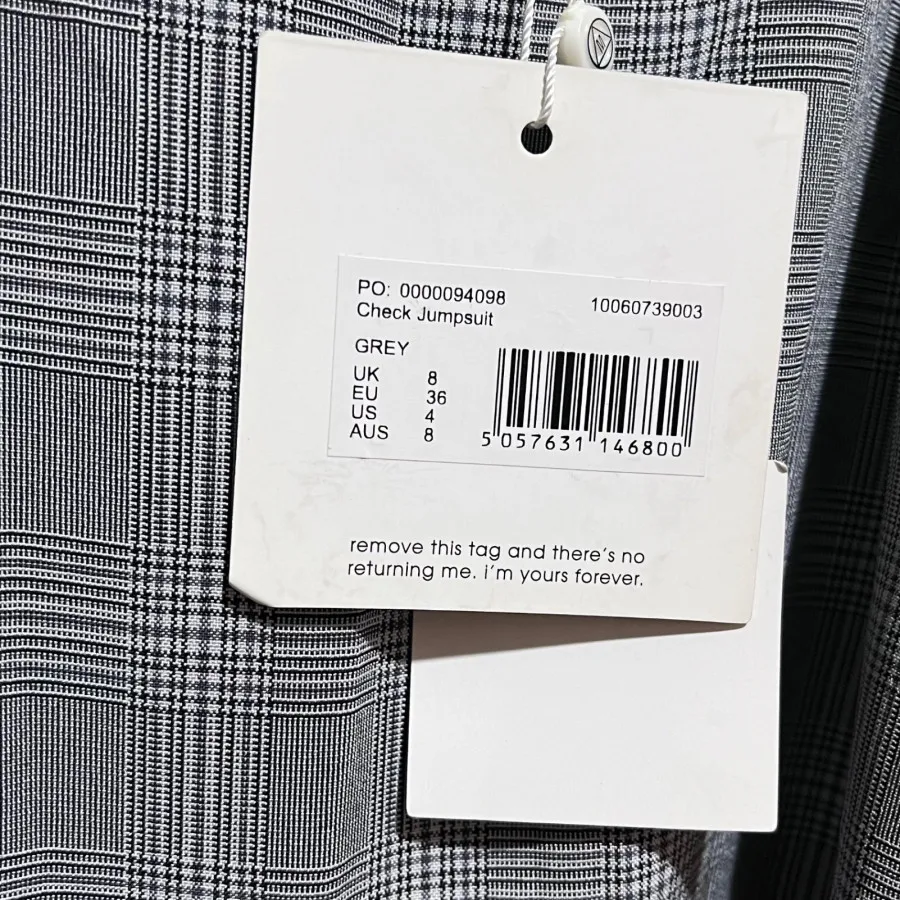 PO: 0000094098 10060739003
Check Jumpsuit
GREY
UK 8
EU 36
US 4
AUS 8
5 057631 146800
remove this tag and there's no
returning me. i'm yours forever.